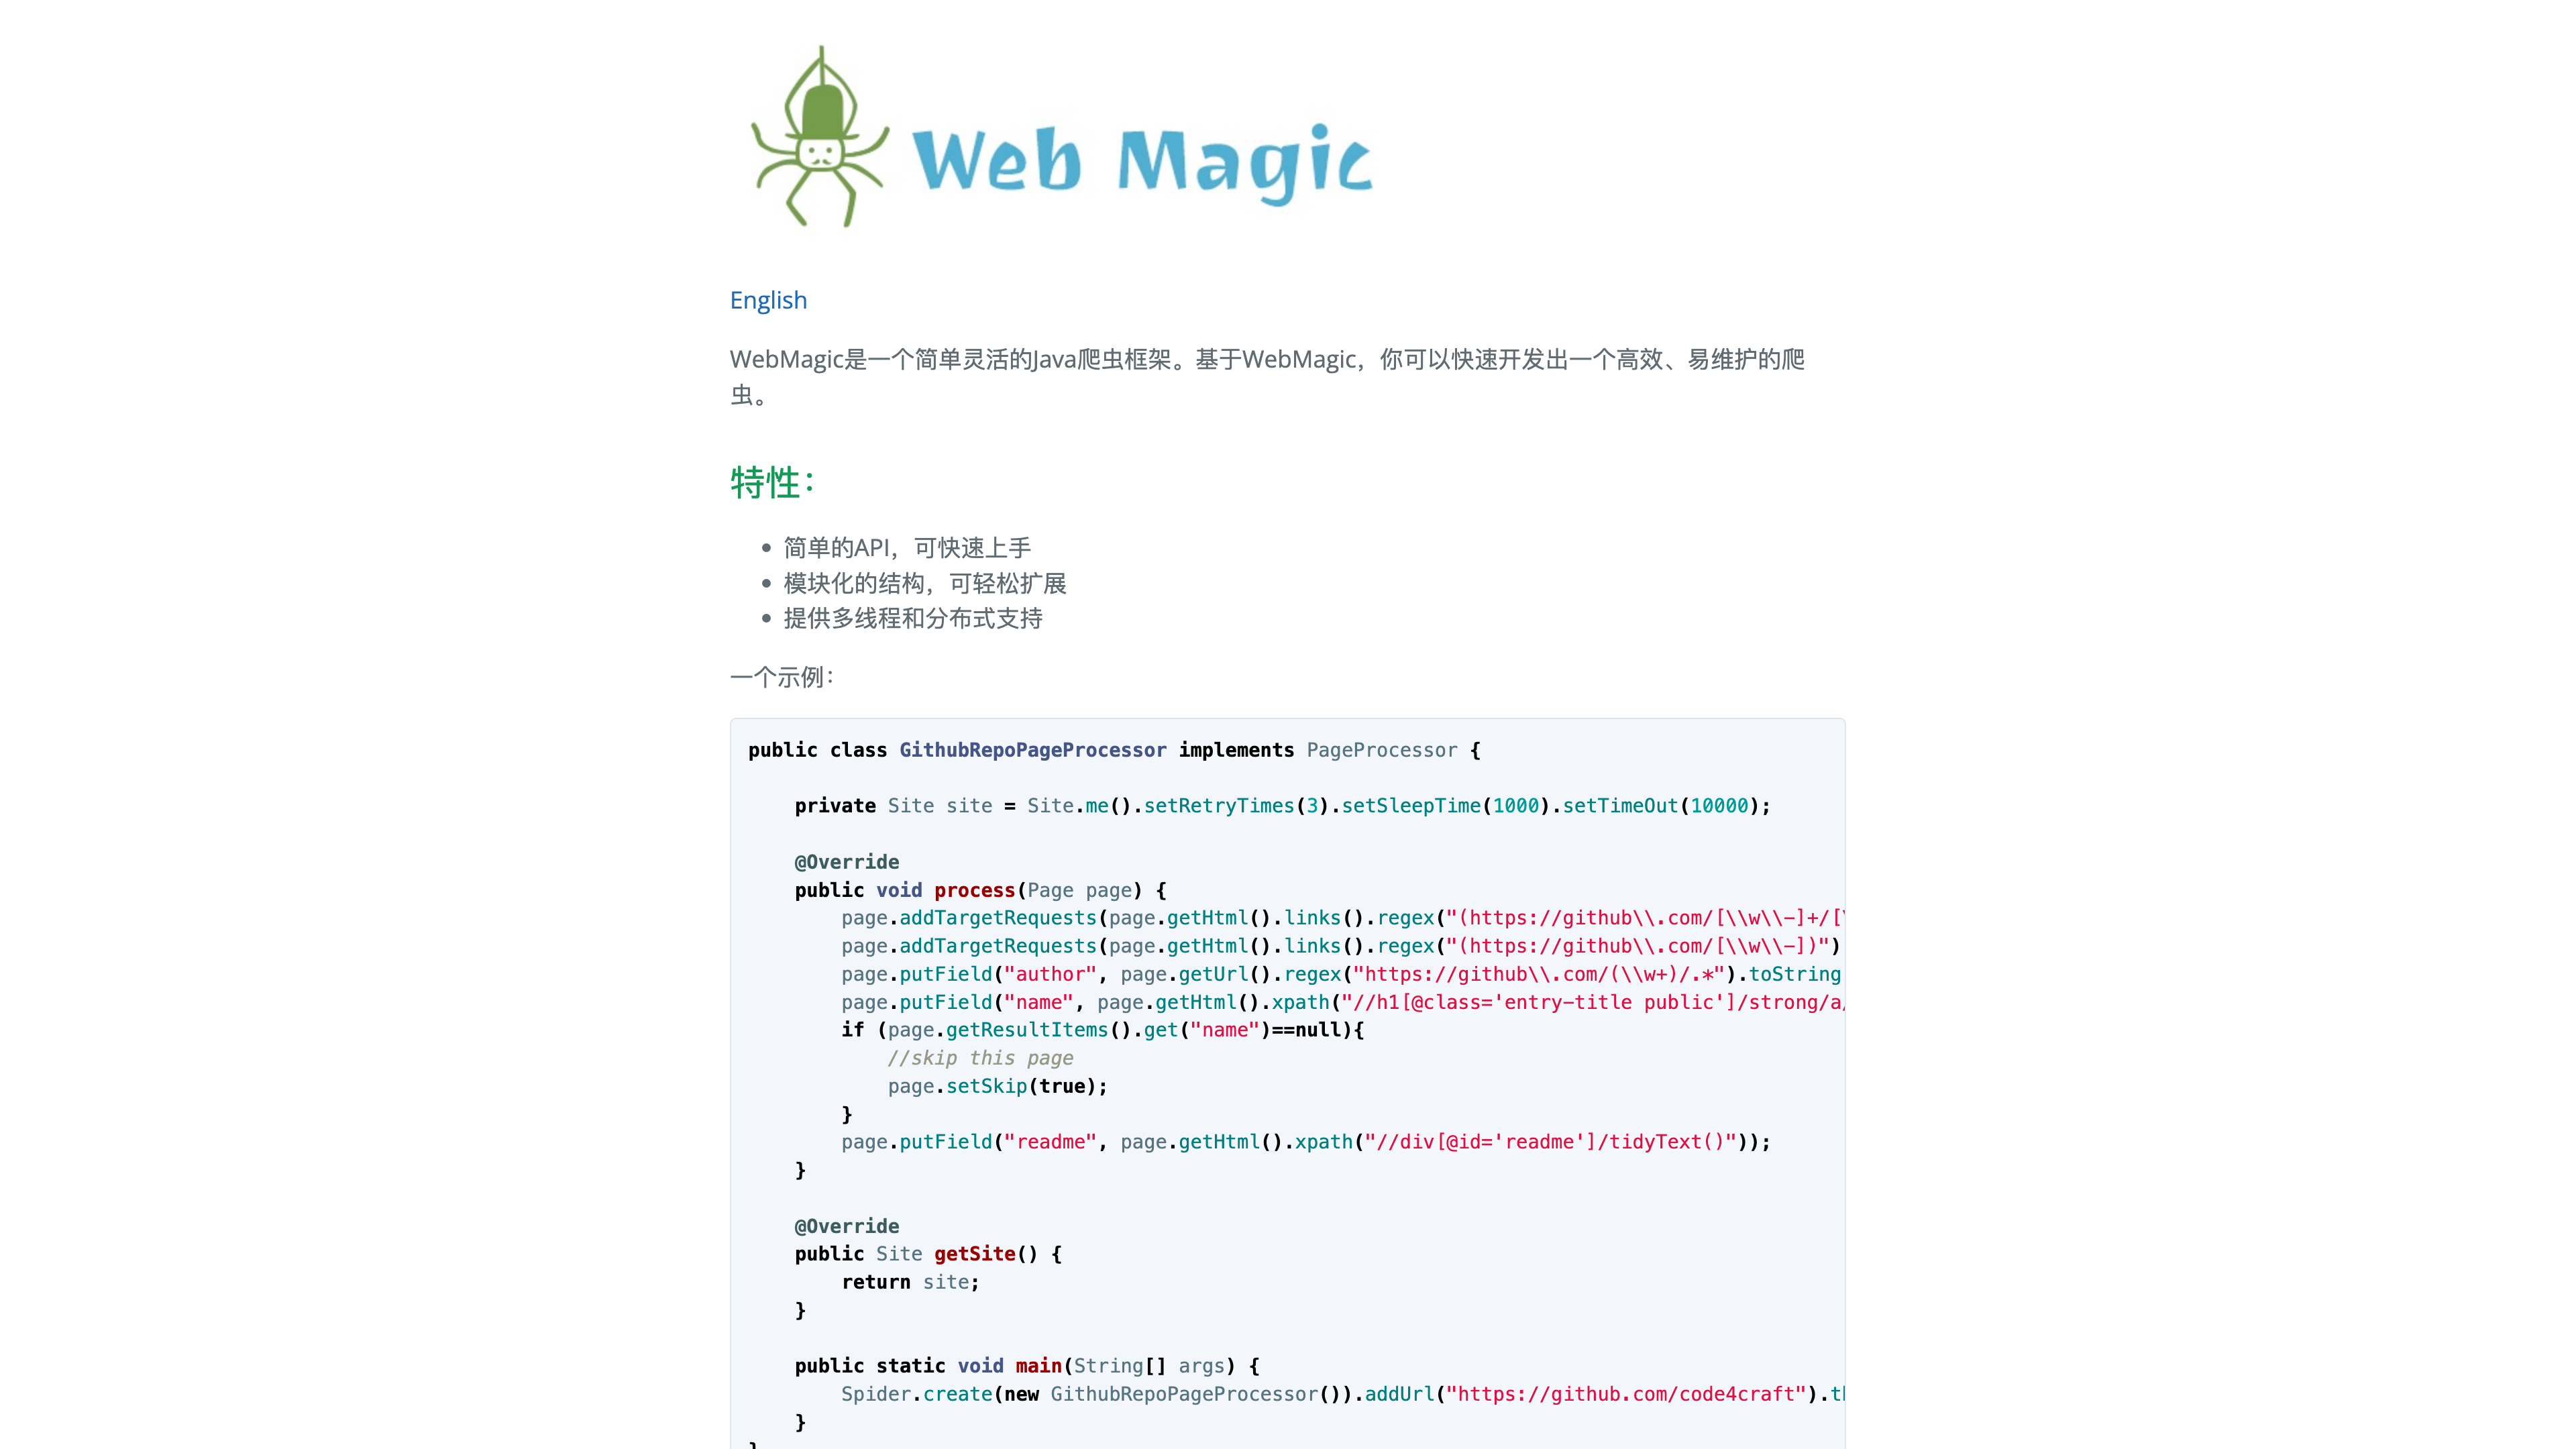 Web Magic
English
WebMagic是一个简单灵活的Java爬虫框架。基于WebMagic，你可以快速开发出一个高效、易维护的爬
虫。
特性：
简单的API，可快速上手
模块化的结构，可轻松扩展
提供多线程和分布式支持
一个示例：
public class GithubRepoPageProcessor implements PageProcessor {
private Site site = Site.me().setRetryTimes(3).setSleepTime(1000).setTimeOut(10000);
@Override
public void process(Page page) {
page.addTargetRequests(page.getHtml().links().regex("(https://github\\.com/[\\w\\-]+/[
page.addTargetRequests(page.getHtml().links().regex("(https://github\\.com/[\\w\\-])")
page.putField("author", page.getUrl().regex("https://github\\.com/(\\w+)/.*").toString
page.putField("name", page.getHtml().xpath("//h1[@class='entry-title public']/strong/a/
if (page.getResultItems().get("name")==null){
//skip this page
page.setSkip(true);
}
page.putField("readme", page.getHtml().xpath("//div[@id='readme']/tidyText()"));
}
@Override
public Site getSite() {
return site;
}
public static void main(String[] args) {
Spider.create(new GithubRepoPageProcessor()).addUrl("https://github.com/code4craft").t
}